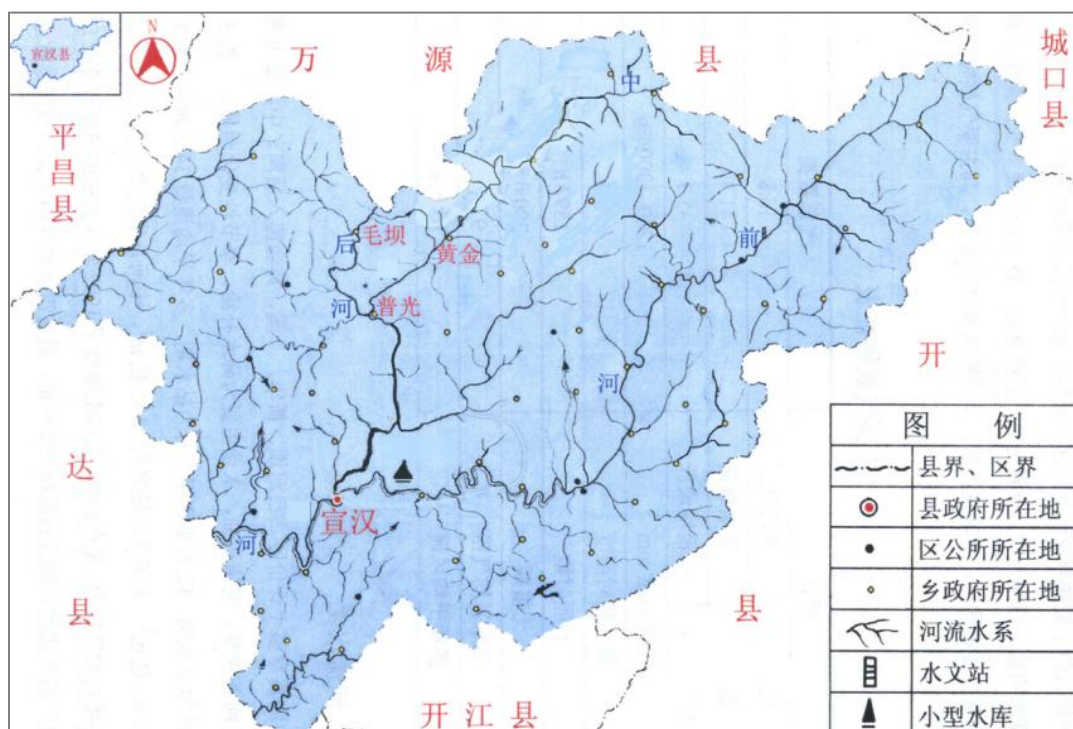 宣汉县
N
万源县
城口县
平昌县
中
后
毛坝
黄金
前
河
普光
开县
河
达县
宣汉
河
开江县
图 例
县界、区界
县政府所在地
区公所所在地
乡政府所在地
河流水系
水文站
小型水库